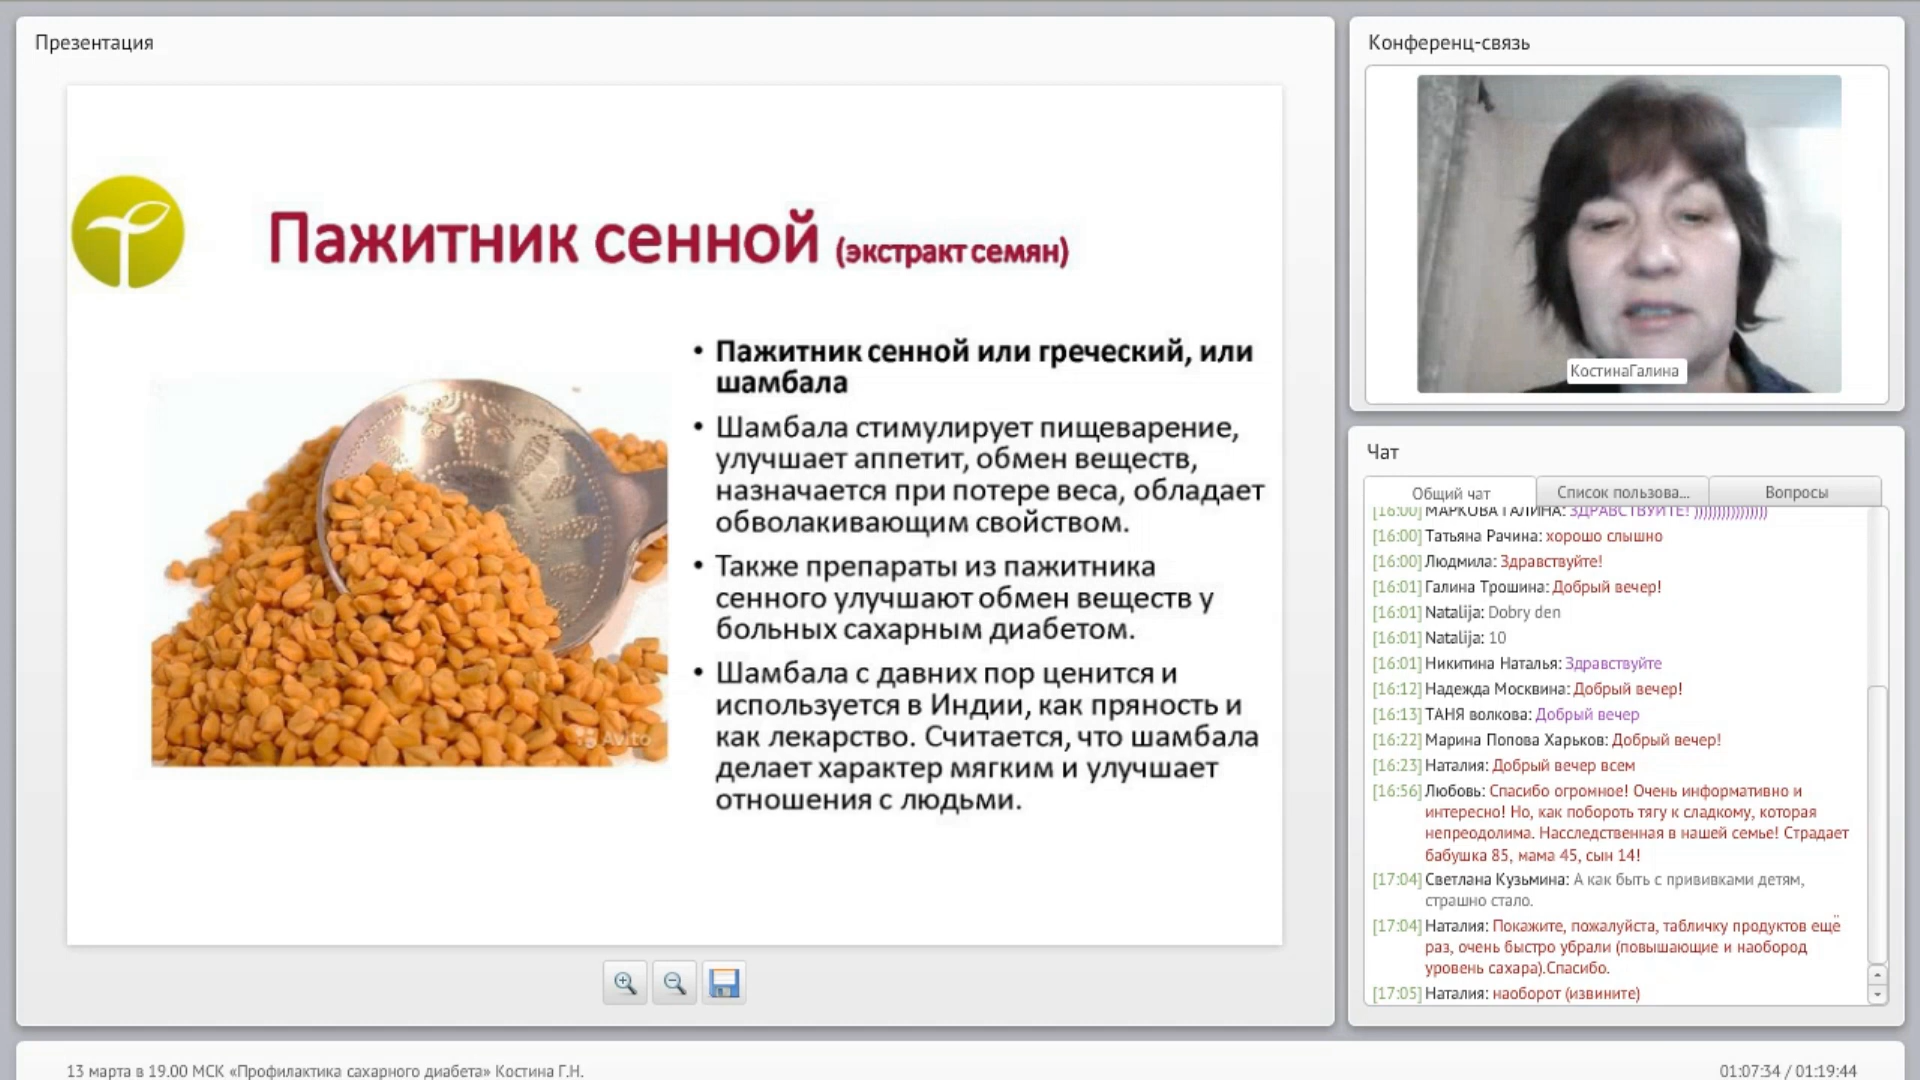 Презентация
Пажитник сенной (экстракт семян)
• Пажитник сенной или греческий, или
шамбала
• Шамбала стимулирует пищеварение,
улучшает аппетит, обмен веществ,
назначается при потере веса, обладает
обволакивающим свойством.
• Также препараты из пажитника
сенного улучшают обмен веществ у
больных сахарным диабетом.
• Шамбала с давних пор ценится и
используется в Индии, как пряность и
как лекарство. Считается, что шамбала
делает характер мягким и улучшает
отношения с людьми.
Avito
Конференц-связь
КостинаГалина
Чат
Общий чат
Список пользова...
Вопросы
[16:00] МАРКОВА ГАЛИНА: ЗДРАВСТВУЙТЕ! )))))))))))))))))
[16:00] Татьяна Рачина: хорошо слышно
[16:00] Людмила: Здравствуйте!
[16:01] Галина Трошина: Добрый вечер!
[16:01] Natalija: Dobry den
[16:01] Natalija: 10
[16:01] Никитина Наталья: Здравствуйте
[16:12] Надежда Москвина: Добрый вечер!
[16:13] ТАНЯ волкова: Добрый вечер
[16:22] Марина Попова Харьков: Добрый вечер!
[16:23] Наталия: Добрый вечер всем
[16:56] Любовь: Спасибо огромное! Очень информативно и
интересно! Но, как побороть тягу к сладкому, которая
непреодолима. Насследственная в нашей семье! Страдает
бабушка 85, мама 45, сын 14!
[17:04] Светлана Кузьмина: А как быть с прививками детям,
страшно стало.
[17:04] Наталия: Покажите, пожалуйста, табличку продуктов ещё
раз, очень быстро убрали (повышающие и наобород
уровень сахара).Спасибо.
[17:05] Наталия: наоборот (извините)
13 марта в 19.00 МСК «Профилактика сахарного диабета» Костина Г.Н.
01:07:34 / 01:19:44